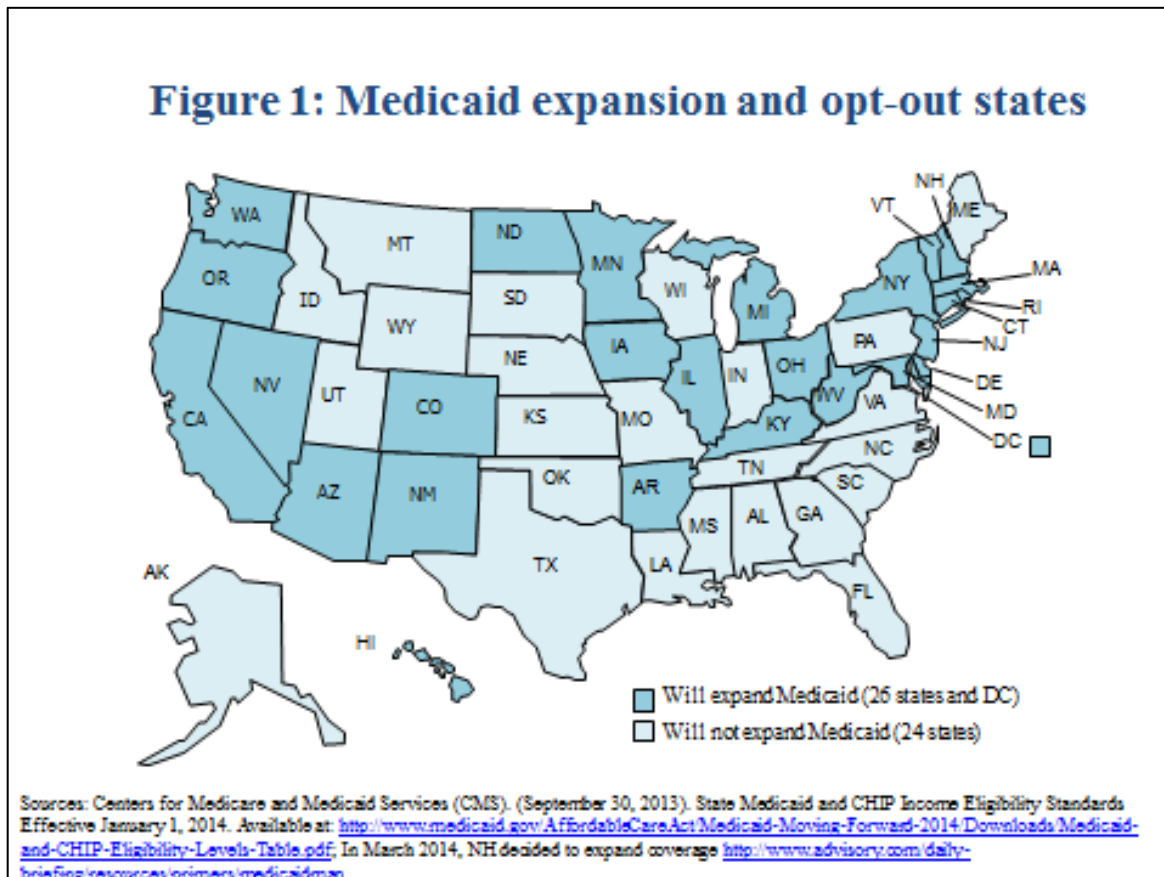 Figure 1: Medicaid expansion and opt-out states
NH
VT
ME
WA
MT
ND
MN
OR
ID
SD
WI
NY
MA
MI
RI
WY
CT
IA
PA
NJ
NE
OH
NV
IL
IN
DE
UT
WV
CA
CO
VA
MD
KS
MO
KY
DC
NC
TN
OK
SC
AZ
NM
AR
MS
AL
GA
TX
LA
AK
FL
HI
Will expand Medicaid (26 states and DC)
Will not expand Medicaid (24 states)
Sources: Centers for Medicare and Medicaid Services (CMS). (September 30, 2013). State Medicaid and CHIP Income Eligibility Standards
Effective January 1, 2014. Available at: http://www.medicaid.gov/AffordableCareAct/Medicaid-Moving-Forward-2014/Downloads/Medicaid-
and-CHIP-Eligibility-Levels-Table.pdf; In March 2014, NH decided to expand coverage http://www.advisory.com/daily-
briefing/resources/primers/medicaidmap